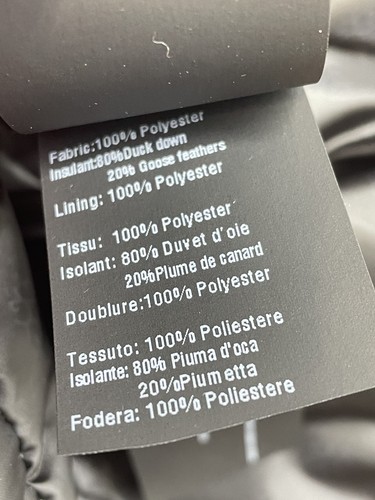 Fabric:100% Polyester
Insulant:80%Duck down
20% Goose feathers
Lining: 100% Polyester
Tissu: 100% Polyester
Isolant: 80% Duvet d'oie
20%Plume de canard
Doublure:100% Polyester
Tessuto: 100% Poliestere
Isolante: 80% Piuma d'oca
20%Piumetta
Fodera: 100% Poliestere